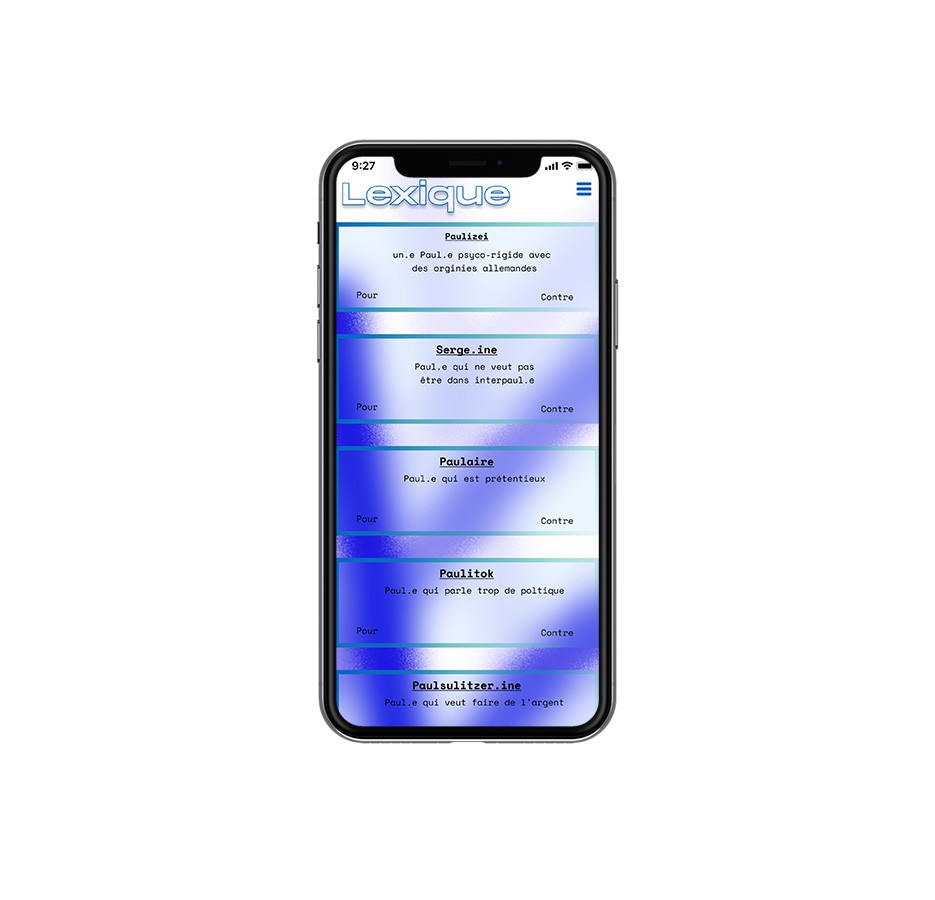 9:27
Lexique
Paulizei
un.e Paul.e psyco-rigide avec
des orginies allemandes
Pour
Contre
Serge.ine
Paul.e qui ne veut pas
être dans interpaul.e
Pour
Contre
Paulaire
Paul.e qui est prétentieux
Pour
Contre
Paulitok
Paul.e qui parle trop de poltique
Pour
Contre
Paulsulitzer.ine
Paul.e qui veut faire de l'argent